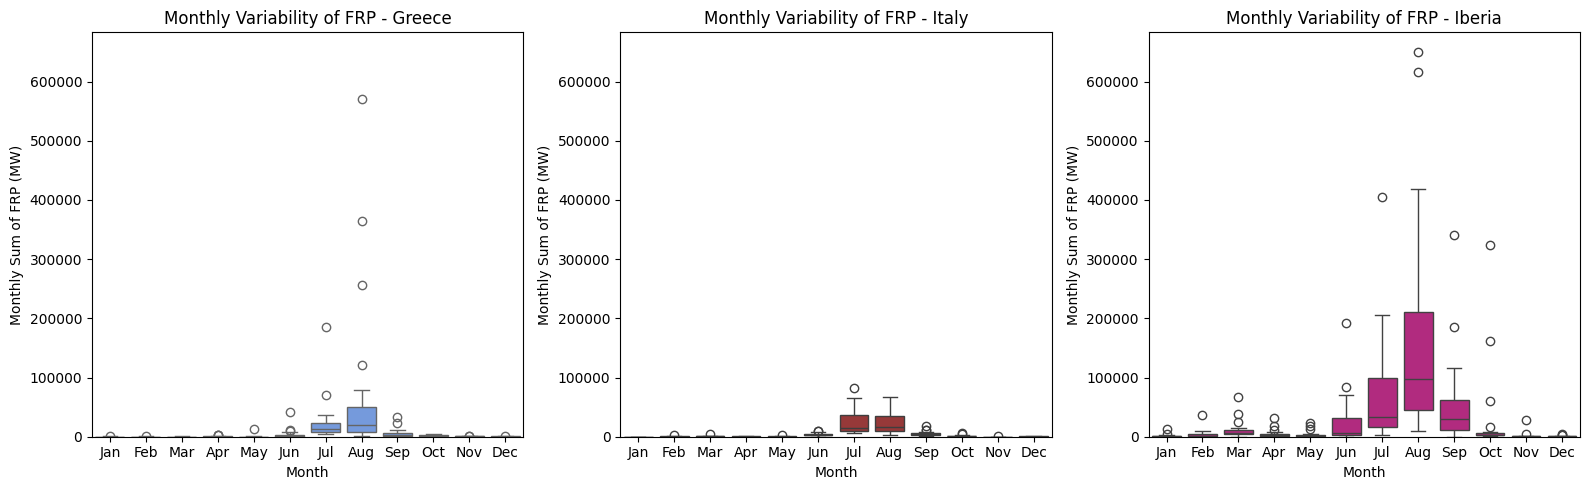 Monthly Variability of FRP - Greece
Monthly Sum of FRP (MW)
600000
500000
400000
300000
200000
100000
0
Jan Feb Mar Apr May Jun Jul Aug Sep Oct Nov Dec
Month
Monthly Variability of FRP - Italy
Monthly Sum of FRP (MW)
600000
500000
400000
300000
200000
100000
0
Jan Feb Mar Apr May Jun Jul Aug Sep Oct Nov Dec
Month
Monthly Variability of FRP - Iberia
Monthly Sum of FRP (MW)
600000
500000
400000
300000
200000
100000
0
Jan Feb Mar Apr May Jun Jul Aug Sep Oct Nov Dec
Month